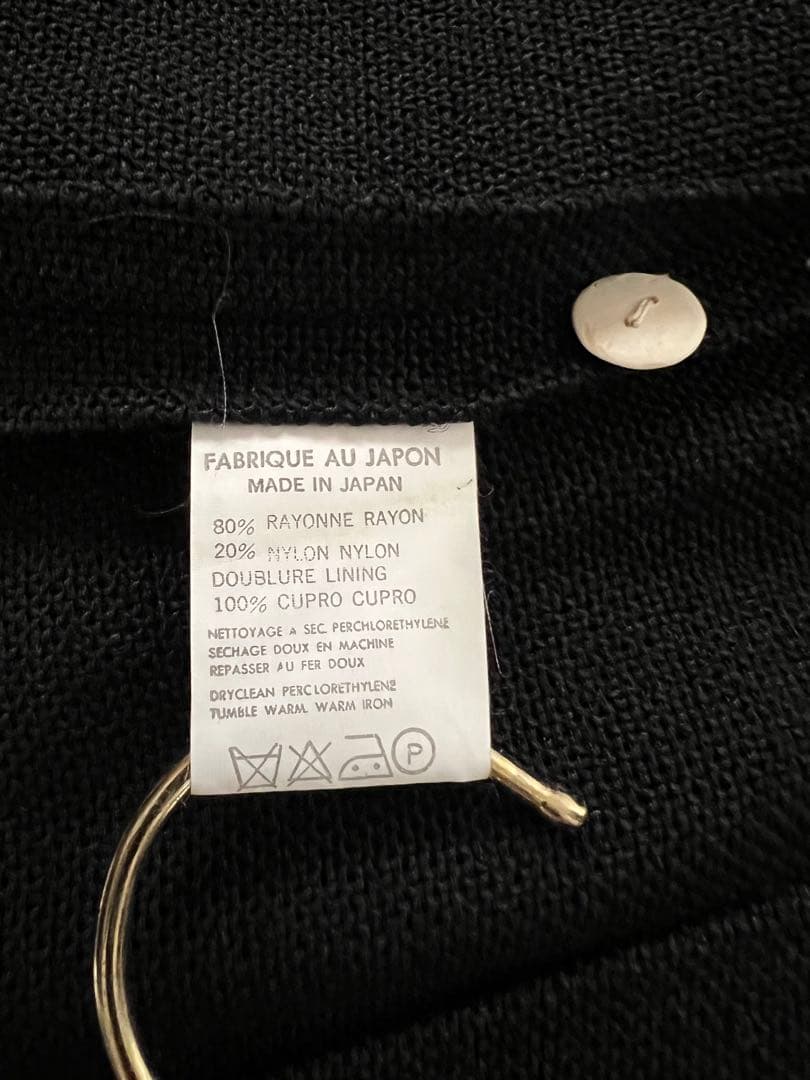 FABRIQUE AU JAPON
MADE IN JAPAN
80% RAYONNE RAYON
20% NYLON NYLON
DOUBLURE LINING
100% CUPRO CUPRO
NETTOYAGE A SEC PERCHLORETHYLENE
SECHAGE DOUX EN MACHINE
REPASSER AU FER DOUX
DRYCLEAN PERCLORETHYLENE
TUMBLE WARM. WARM IRON
P